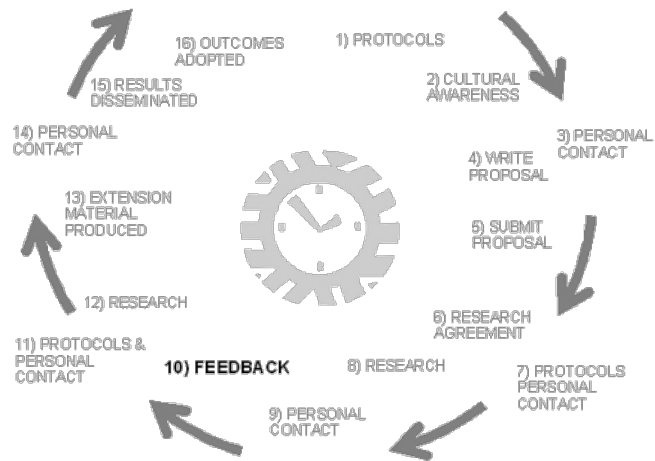 1) PROTOCOLS
2) CULTURAL
AWARENESS
3) PERSONAL
CONTACT
4) WRITE
PROPOSAL
5) SUBMIT
PROPOSAL
6) RESEARCH
AGREEMENT
7) PROTOCOLS
PERSONAL
CONTACT
8) RESEARCH
9) PERSONAL
CONTACT
10) FEEDBACK
11) PROTOCOLS &
PERSONAL
CONTACT
12) RESEARCH
13) EXTENSION
MATERIAL
PRODUCED
14) PERSONAL
CONTACT
15) RESULTS
DISSEMINATED
16) OUTCOMES
ADOPTED